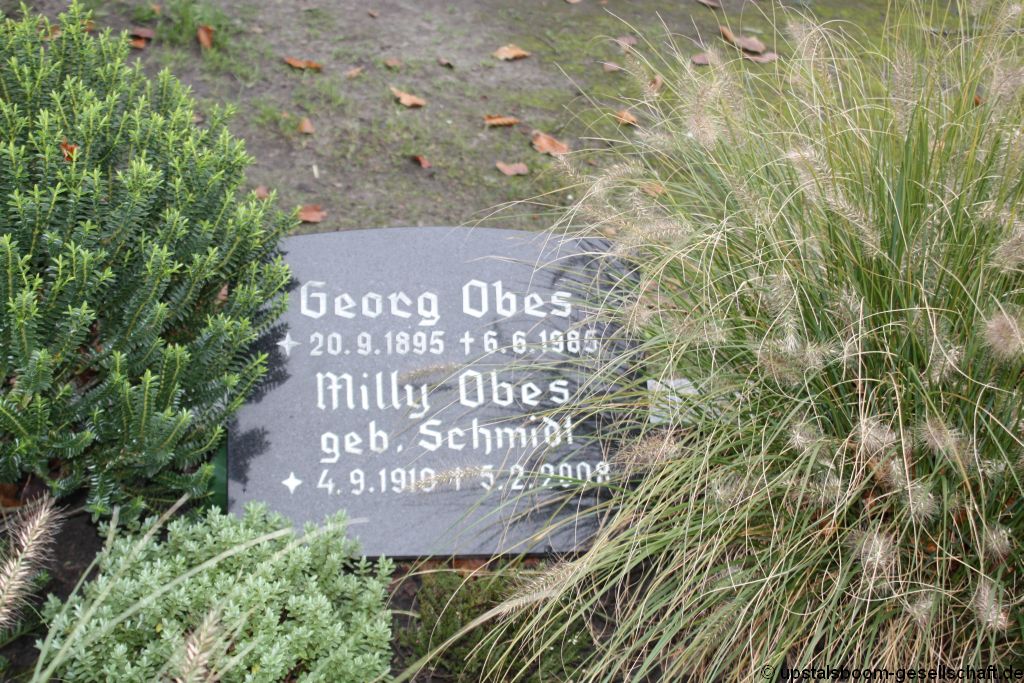 Georg Obes
20.9.1895 † 6.6.1985
Milly Obes
geb. Schmidt
4.9.1919 † 5.2.2008
© upstalsboom-gesellschaft.de